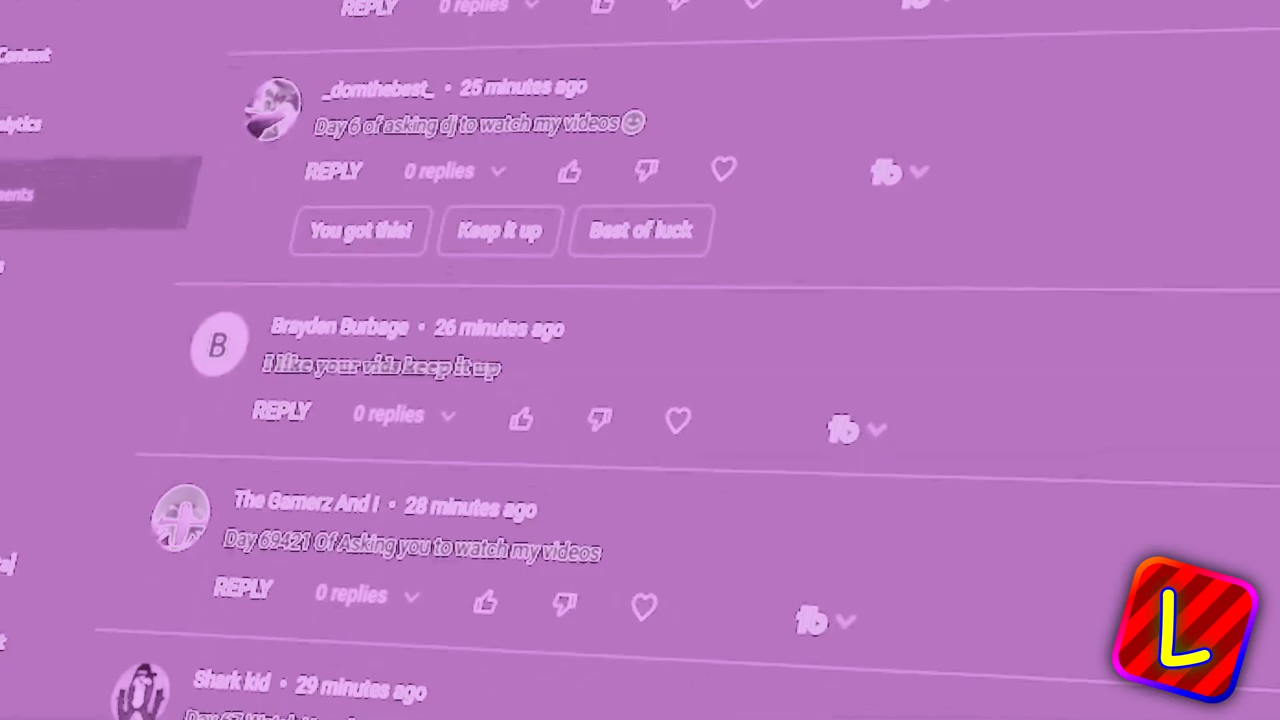 REPLY 0 replies
Content
_domthebest_ • 25 minutes ago
alytics
Day 6 of asking dj to watch my videos
REPLY 0 replies
ments
You got this! Keep it up Best of luck
B
Brayden Burbage • 26 minutes ago
I like your vids keep it up
REPLY 0 replies
The Gamerz And I • 28 minutes ago
Day 69421 Of Asking you to watch my videos
REPLY 0 replies
L
Shark kid • 29 minutes ago